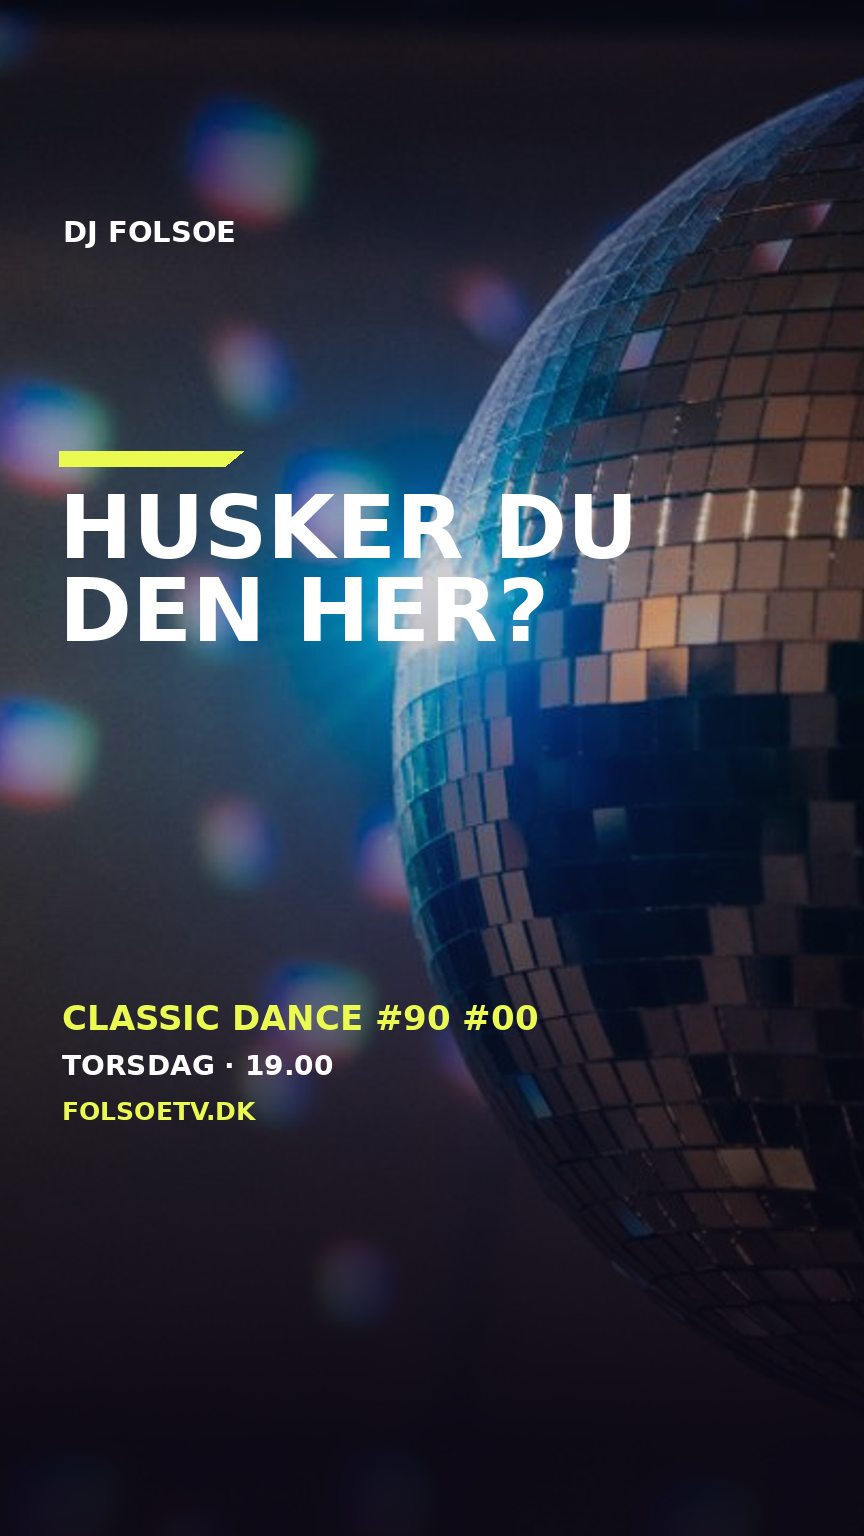 DJ FOLSOE
HUSKER DU
DEN HER?
CLASSIC DANCE #90 #00
TORSDAG · 19.00
FOLSOETV.DK